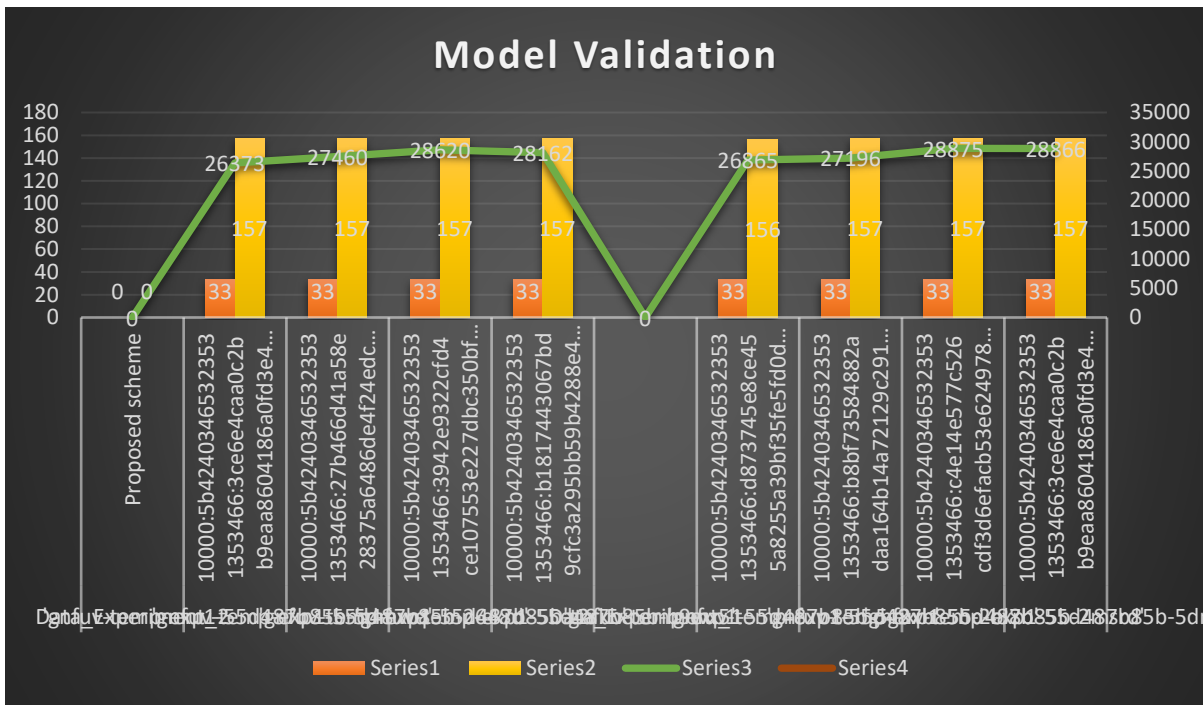 Model Validation
180
160
140
120
100
80
60
40
20
0
35000
30000
25000
20000
15000
10000
5000
0
26373
27460
28620
28162
26865
27196
28875
28866
157
157
157
157
156
157
157
157
33
33
33
33
33
33
33
33
0
0
0
0
Proposed scheme
10000:5b4240346532353
1353466:3ce6e4caa0c2b
b9eaa8604186a0fd3e4...
10000:5b4240346532353
1353466:27b466d41a58e
28375a6486de4f24edc...
10000:5b4240346532353
1353466:3942e9322cfd4
ce107553e227dbc350bf...
10000:5b4240346532353
1353466:b1817443067bd
9cfc3a295bb59b4288e4...
10000:5b4240346532353
1353466:d873745e8ce45
5a8255a39bf35fe5fd0d...
10000:5b4240346532353
1353466:b8bf73584882a
daa164b14a72129c291...
10000:5b4240346532353
1353466:c4e14e577c526
cdf3d6efacb53e624978...
10000:5b4240346532353
1353466:3ce6e4caa0c2b
b9eaa8604186a0fd3e4...
Series1
Series2
Series3
Series4